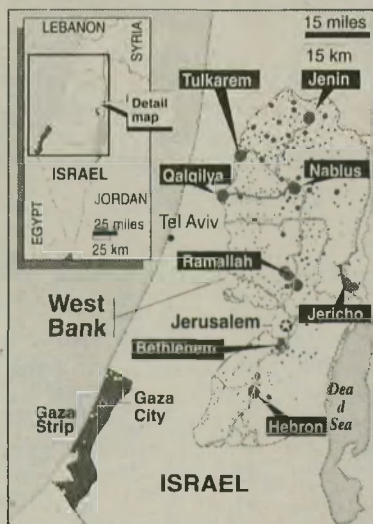 LEBANON
SYRIA
Detail
map
ISRAEL
JORDAN
EGYPT
25 miles
25 km
15 miles
15 km
Tulkarem
Jenin
Qalqilya
Nablus
Tel Aviv
Ramallah
West
Bank
Jericho
Jerusalem
Bethlehem
Gaza
Strip
Gaza
City
Hebron
Dea
d
Sea
ISRAEL